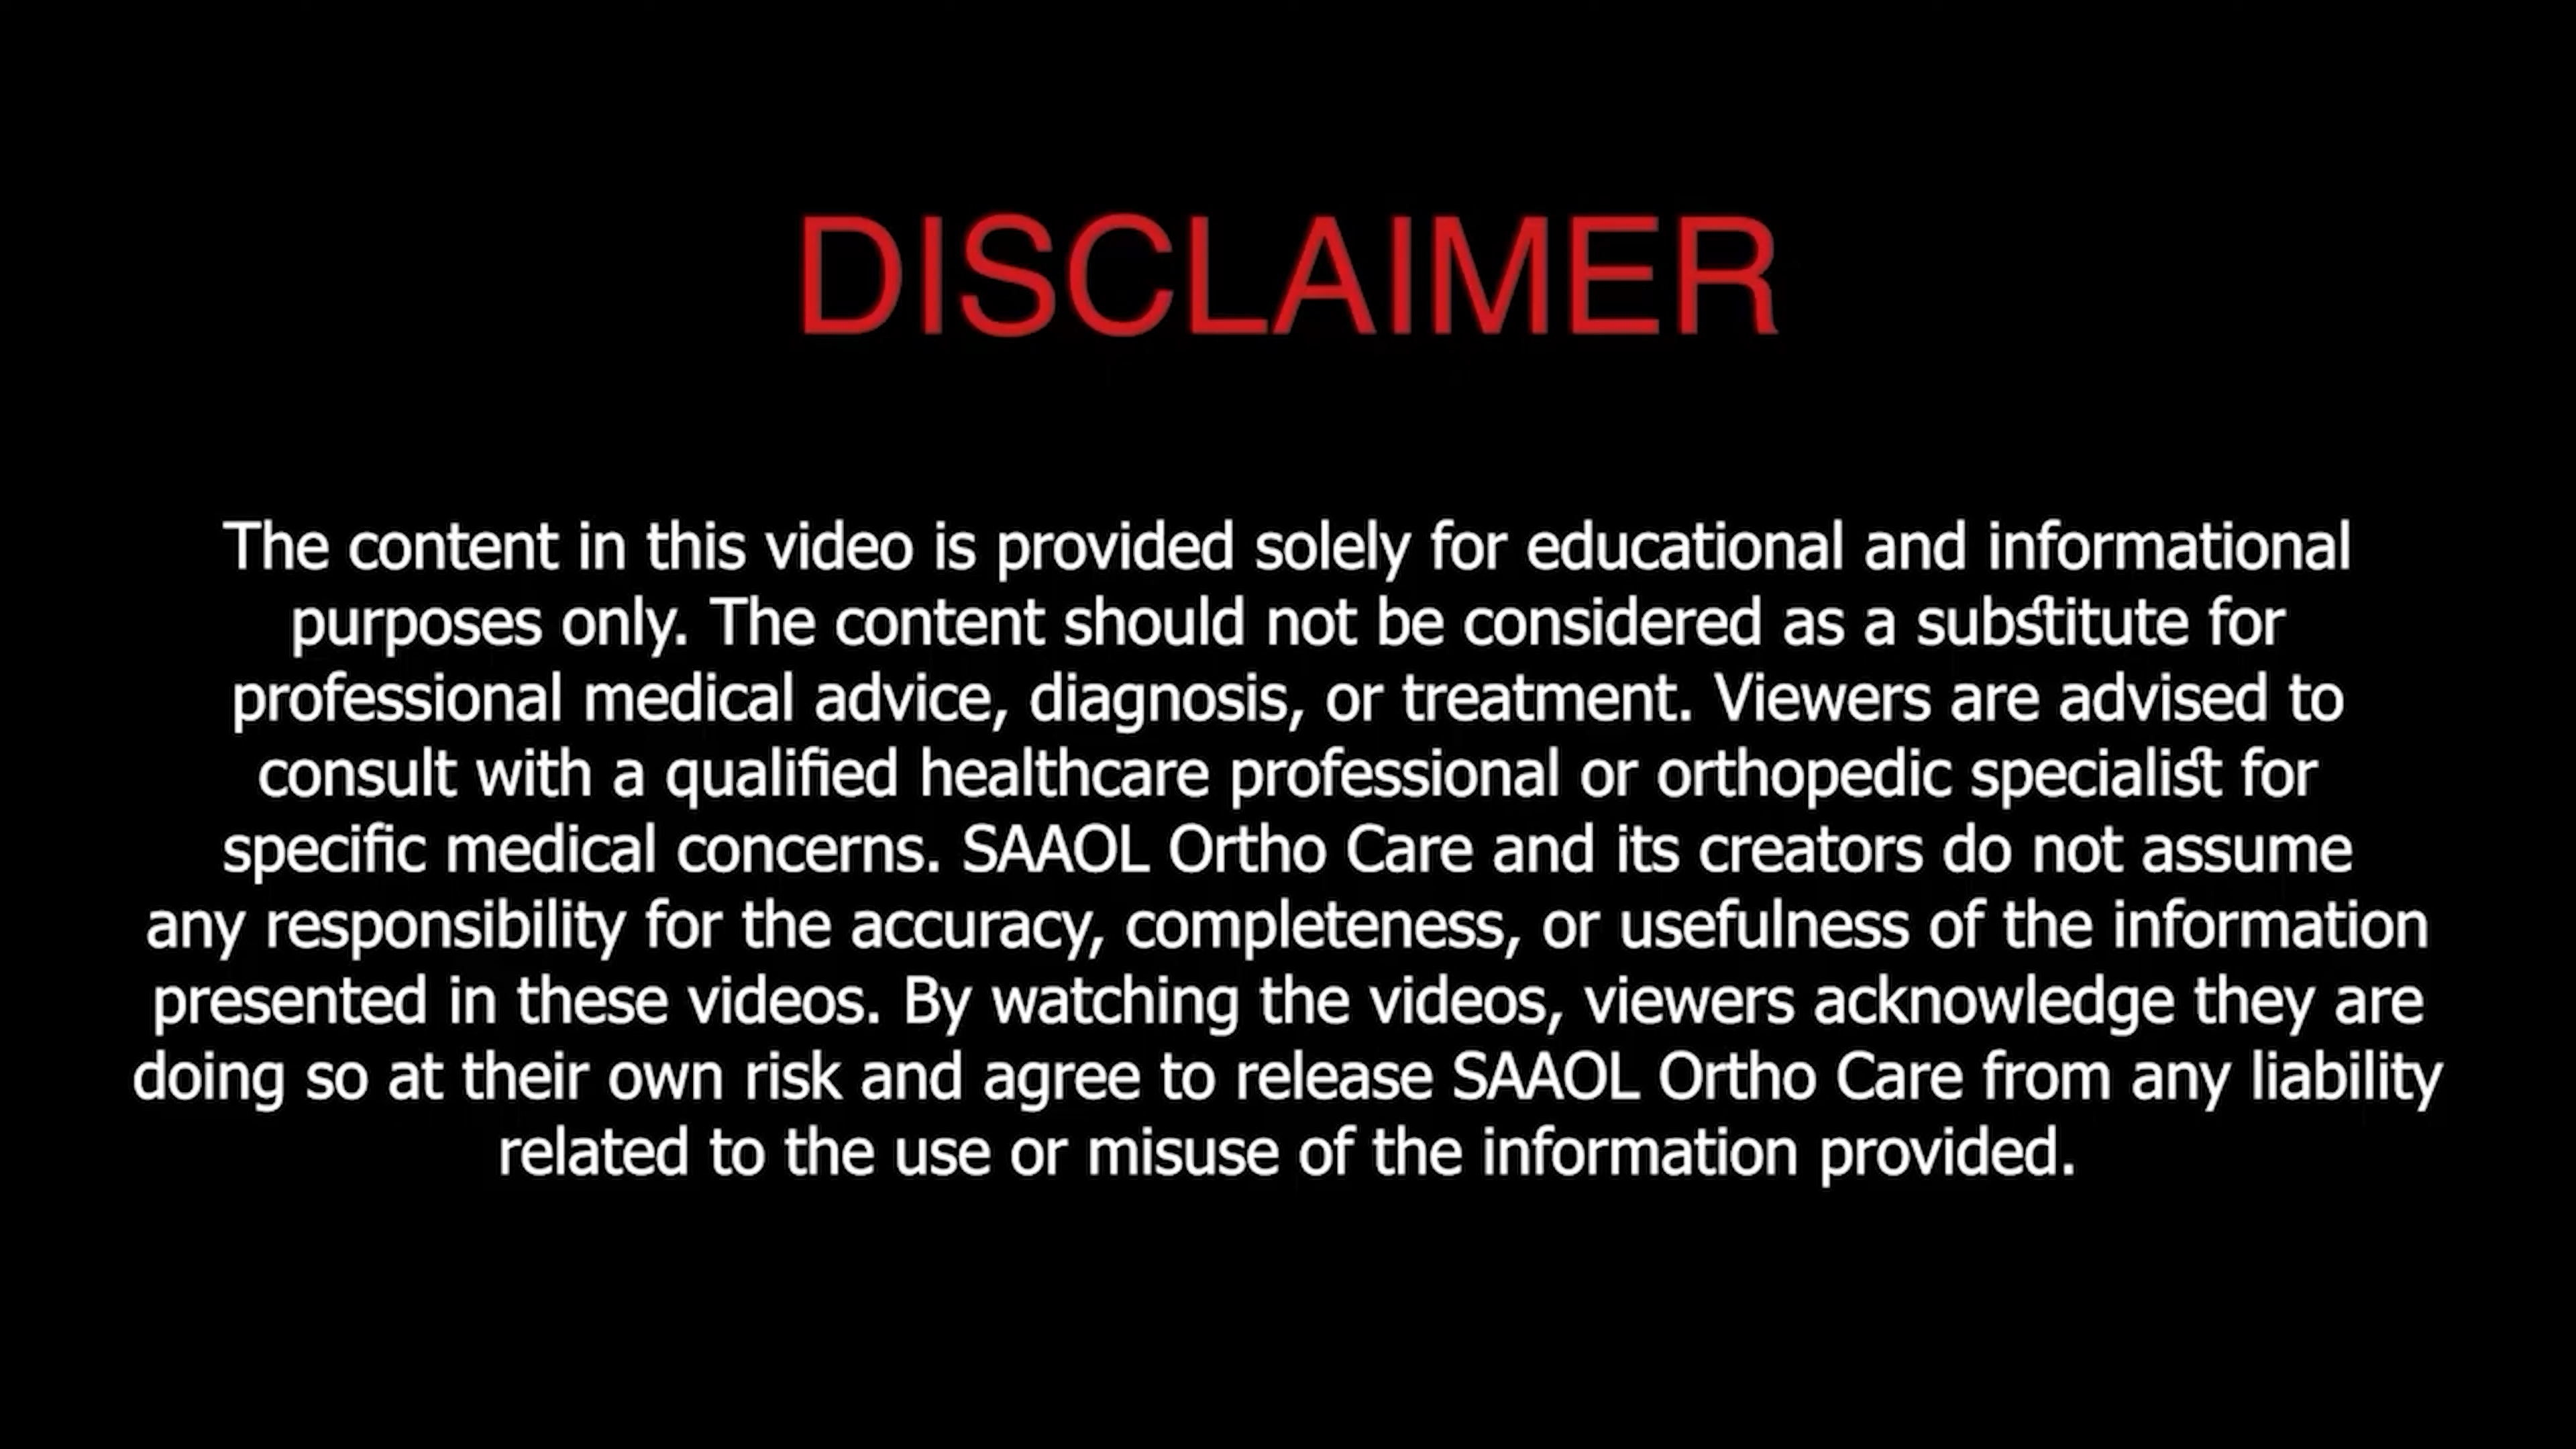 DISCLAIMER
The content in this video is provided solely for educational and informational
purposes only. The content should not be considered as a substitute for
professional medical advice, diagnosis, or treatment. Viewers are advised to
consult with a qualified healthcare professional or orthopedic specialist for
specific medical concerns. SAAOL Ortho Care and its creators do not assume
any responsibility for the accuracy, completeness, or usefulness of the information
presented in these videos. By watching the videos, viewers acknowledge they are
doing so at their own risk and agree to release SAAOL Ortho Care from any liability
related to the use or misuse of the information provided.